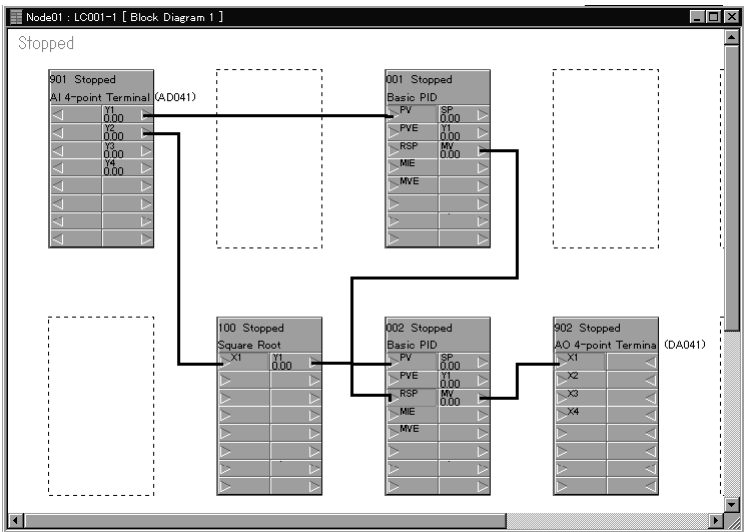 Node01 : LC001-1 [ Block Diagram 1 ]
Stopped
901 Stopped
AI 4-point Terminal (AD041)
Y1
0.00
Y2
0.00
Y3
0.00
Y4
0.00
001 Stopped
Basic PID
PV SP
0.00
PVE Y1
0.00
RSP MV
0.00
MIE
MVE
100 Stopped
Square Root
X1 Y1
0.00
002 Stopped
Basic PID
PV SP
0.00
PVE Y1
0.00
RSP MV
0.00
MIE
MVE
902 Stopped
AO 4-point Termina (DA041)
X1
X2
X3
X4